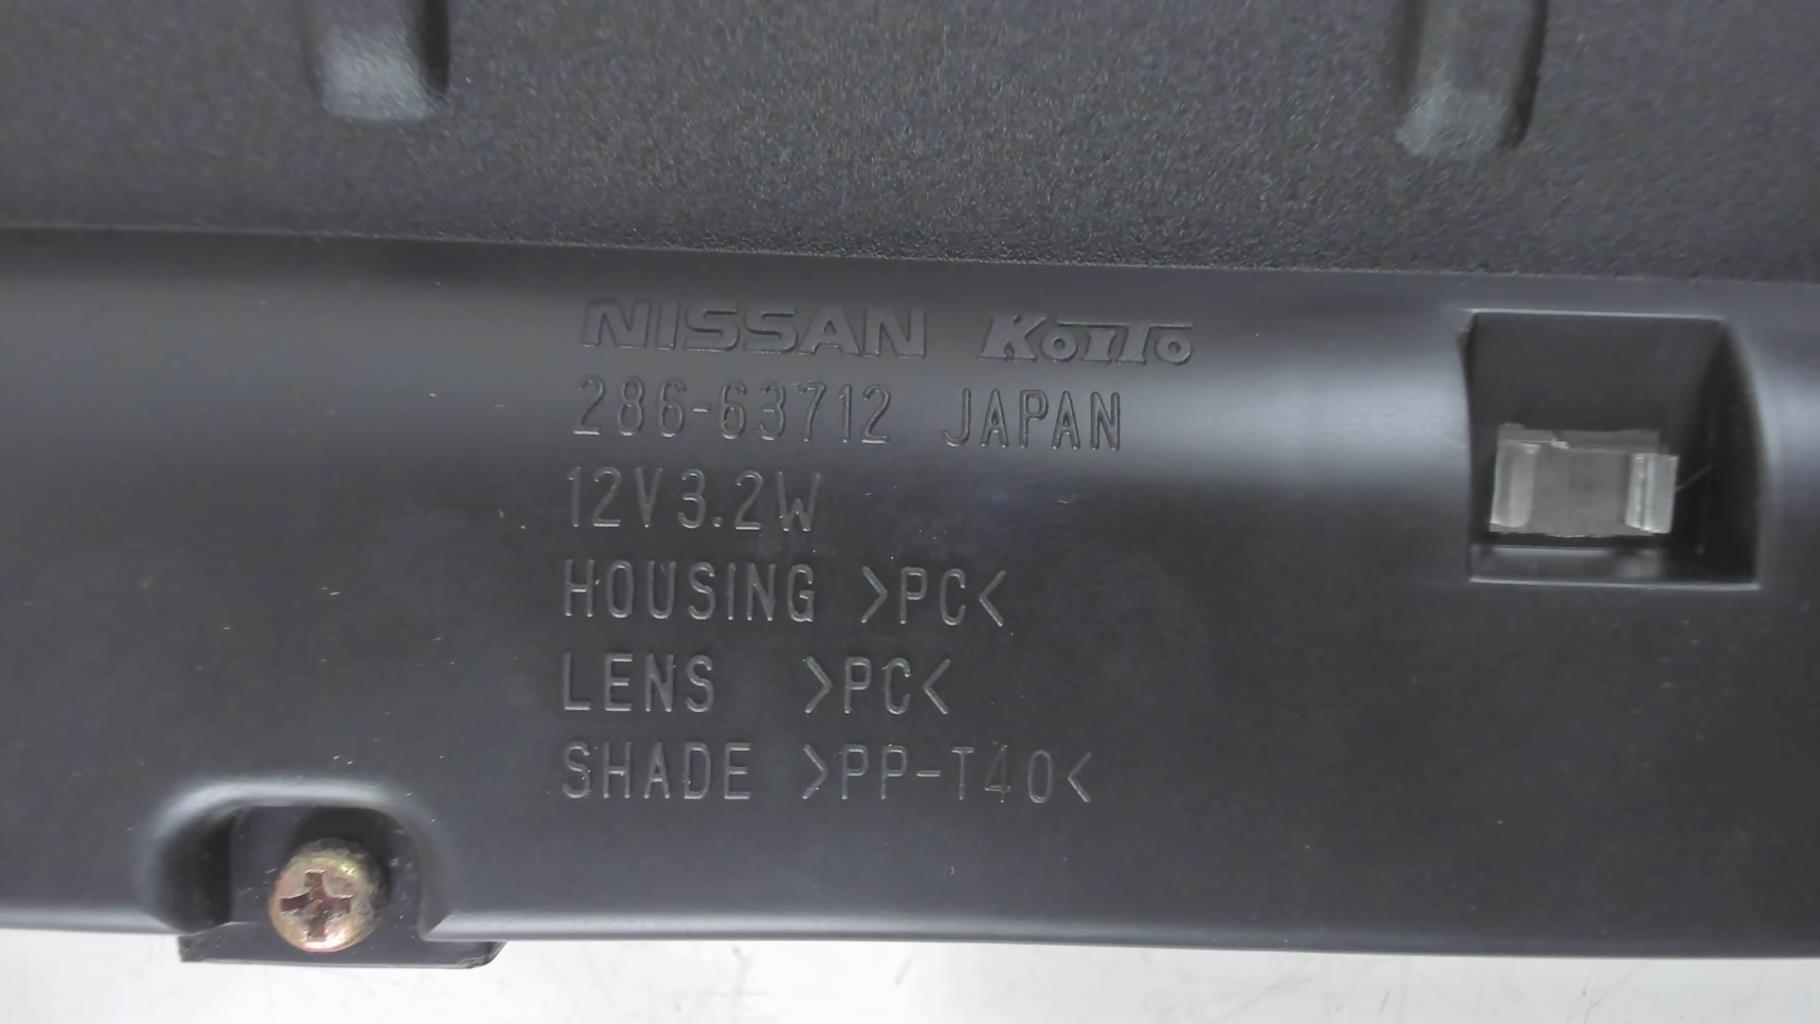 NISSAN KOITO
286-63712 JAPAN
12V3.2W
HOUSING >PC<
LENS >PC<
SHADE >PP-T40<